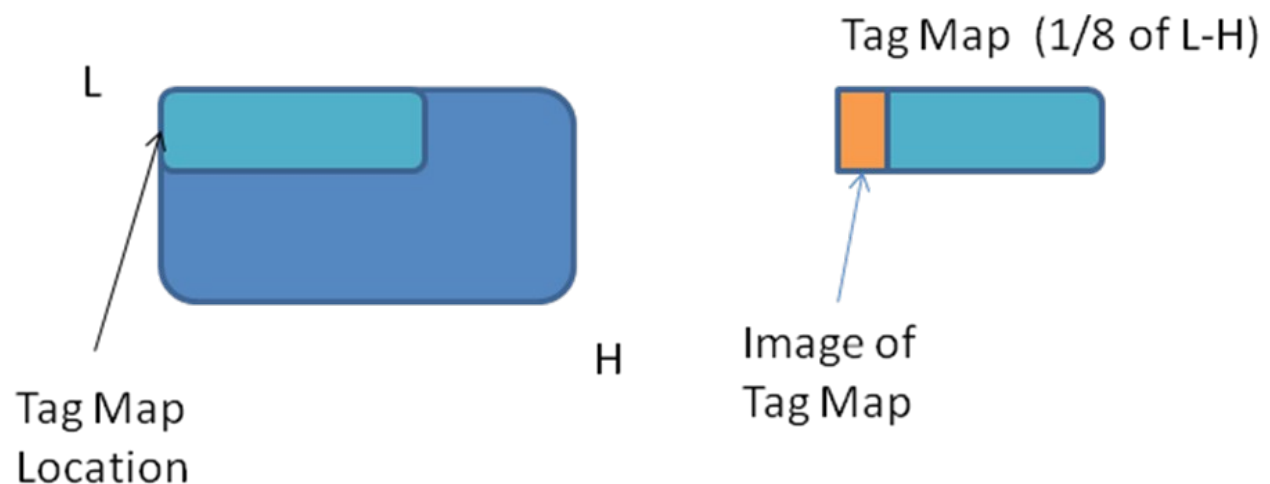 Tag Map (1/8 of L-H)
L
H
Image of
Tag Map
Tag Map
Location